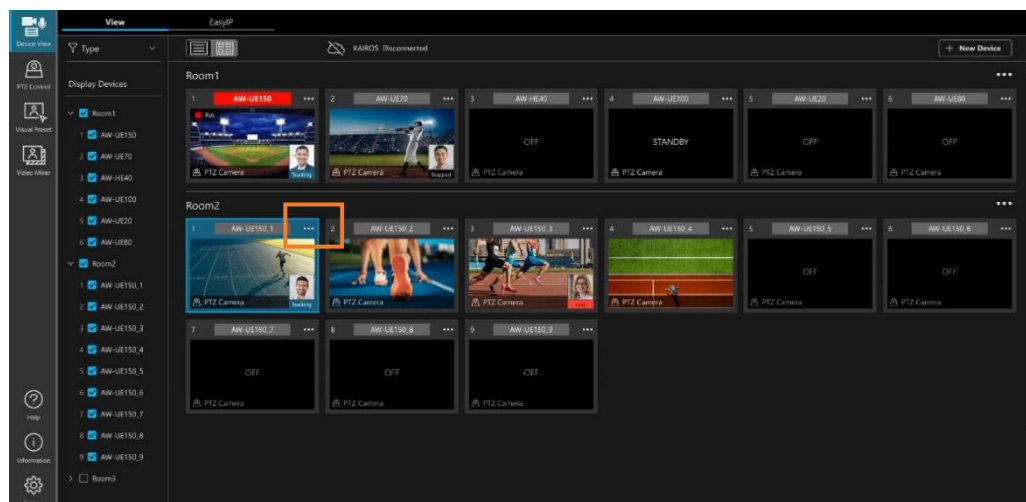 View
EasyIP
Device View
Type
KAIROS Disconnected
+ New Device
PTZ Control
Display Devices
Visual Preset
Video Mixer
Room1
1 AW-UE150
2 AW-UE70
3 AW-HE40
4 AW-UE100
5 AW-UE20
6 AW-UE80
Room2
1 AW-UE150_1
2 AW-UE150_2
3 AW-UE150_3
4 AW-UE150_4
5 AW-UE150_5
6 AW-UE150_6
7 AW-UE150_7
8 AW-UE150_8
9 AW-UE150_9
Room3
Help
Information
Room1
1 AW-UE150 •••
Rec
PTZ Camera
Tracking
2 AW-UE70 •••
PTZ Camera
Stopped
3 AW-HE40 •••
OFF
PTZ Camera
4 AW-UE100 •••
STANDBY
PTZ Camera
5 AW-UE20 •••
OFF
PTZ Camera
6 AW-UE80 •••
OFF
PTZ Camera
Room2
1 AW-UE150_1 •••
PTZ Camera
Tracking
2 AW-UE150_2 •••
PTZ Camera
3 AW-UE150_3 •••
PTZ Camera
Lost
4 AW-UE150_4 •••
PTZ Camera
5 AW-UE150_5 •••
OFF
PTZ Camera
6 AW-UE150_6 •••
OFF
PTZ Camera
7 AW-UE150_7 •••
OFF
PTZ Camera
8 AW-UE150_8 •••
OFF
PTZ Camera
9 AW-UE150_9 •••
OFF
PTZ Camera